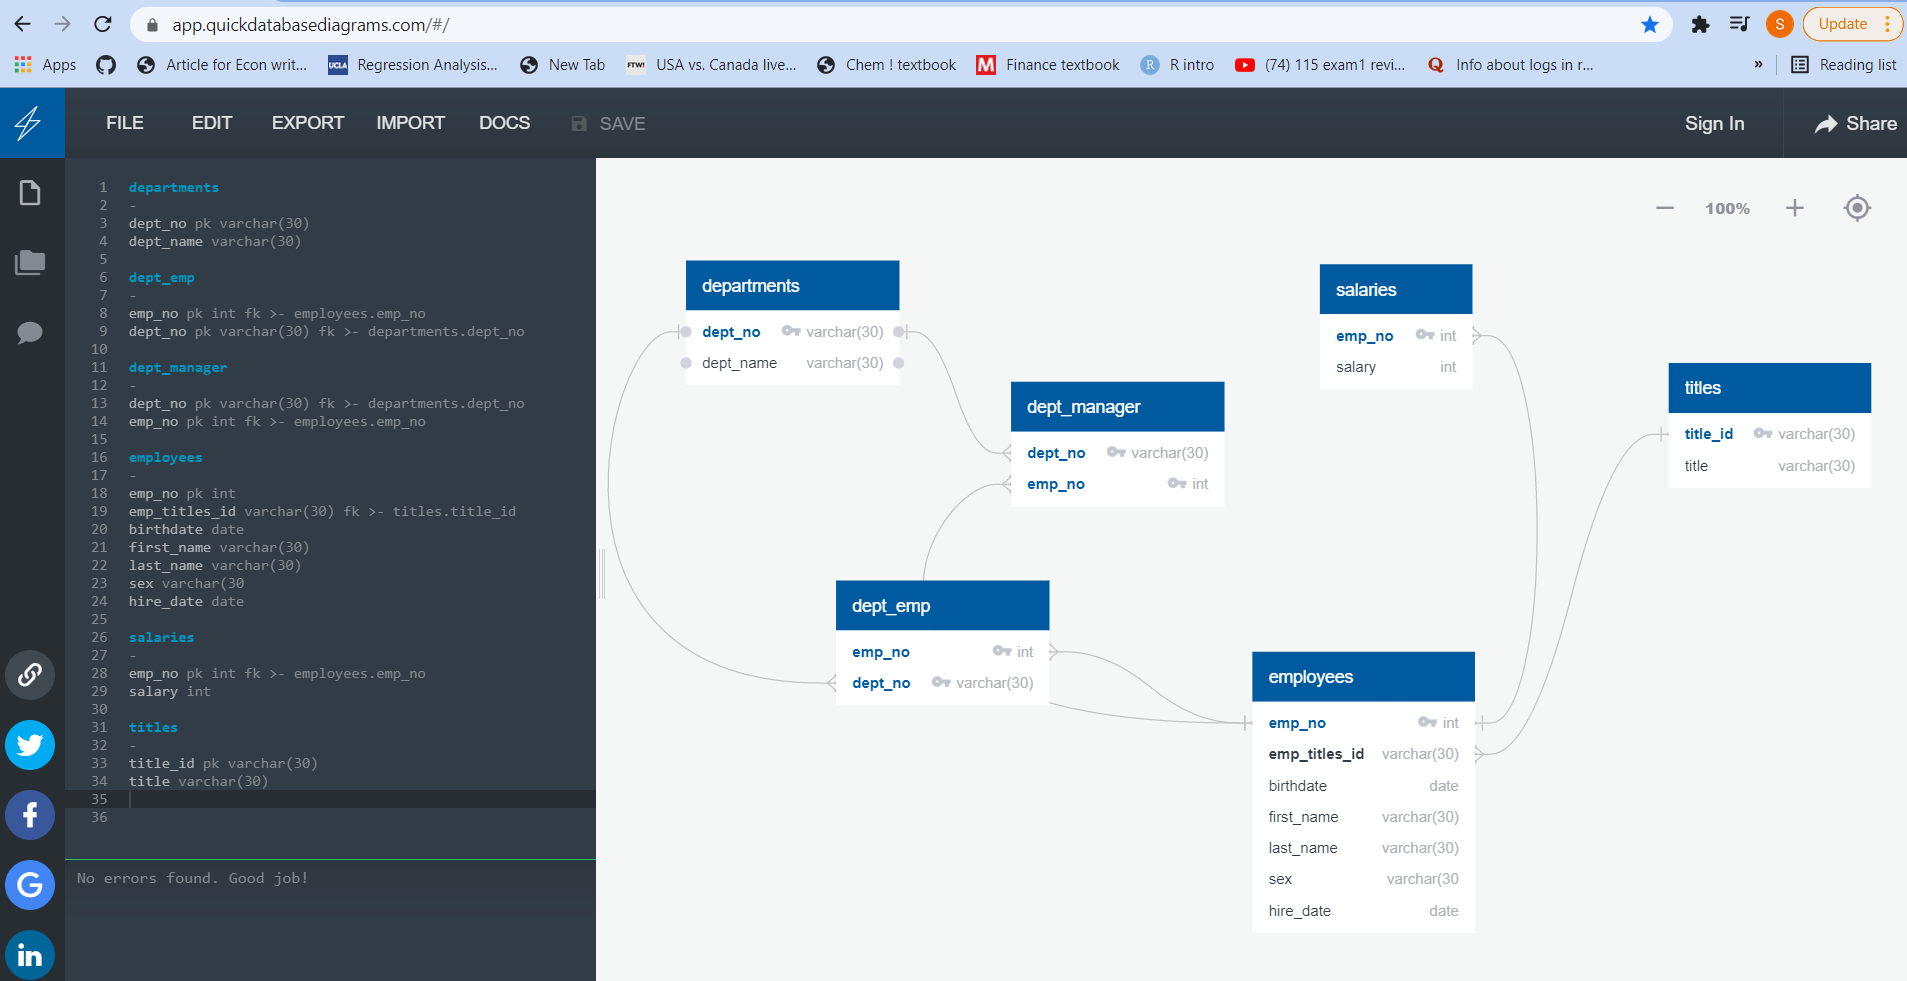 app.quickdatabasediagrams.com/#/
S
Update
Apps
Article for Econ writ...
UCLA
Regression Analysis...
New Tab
FTW!
USA vs. Canada live...
Chem ! textbook
M
Finance textbook
R
R intro
(74) 115 exam1 revi...
Q
Info about logs in r...
»
Reading list
FILE
EDIT
EXPORT
IMPORT
DOCS
SAVE
Sign In
Share
1 departments
2 -
3 dept_no pk varchar(30)
4 dept_name varchar(30)
5
6 dept_emp
7 -
8 emp_no pk int fk >- employees.emp_no
9 dept_no pk varchar(30) fk >- departments.dept_no
10
11 dept_manager
12 -
13 dept_no pk varchar(30) fk >- departments.dept_no
14 emp_no pk int fk >- employees.emp_no
15
16 employees
17 -
18 emp_no pk int
19 emp_titles_id varchar(30) fk >- titles.title_id
20 birthdate date
21 first_name varchar(30)
22 last_name varchar(30)
23 sex varchar(30
24 hire_date date
25
26 salaries
27 -
28 emp_no pk int fk >- employees.emp_no
29 salary int
30
31 titles
32 -
33 title_id pk varchar(30)
34 title varchar(30)
35
36
No errors found. Good job!
f
G
in
100%
departments
dept_no varchar(30)
dept_name varchar(30)
salaries
emp_no int
salary int
titles
title_id varchar(30)
title varchar(30)
dept_manager
dept_no varchar(30)
emp_no int
dept_emp
emp_no int
dept_no varchar(30)
employees
emp_no int
emp_titles_id varchar(30)
birthdate date
first_name varchar(30)
last_name varchar(30)
sex varchar(30
hire_date date